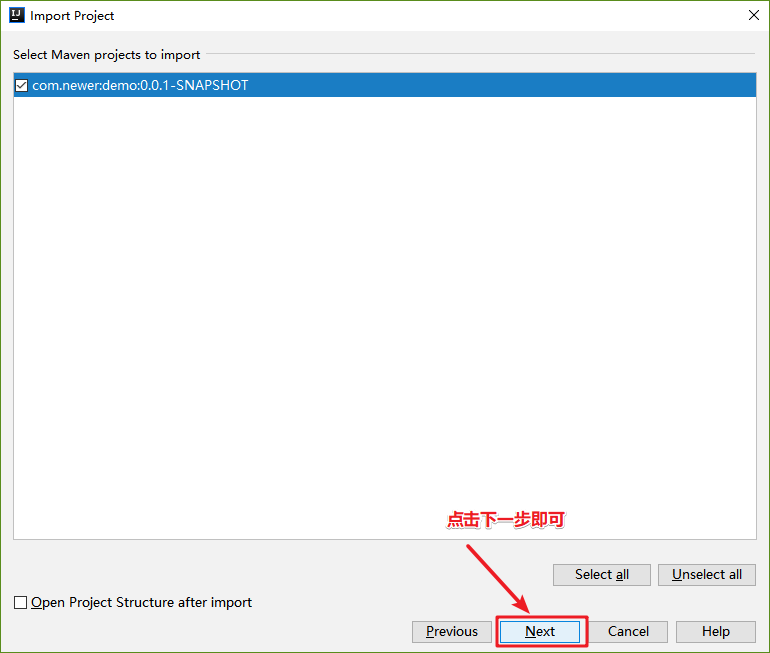 IJ Import Project
Select Maven projects to import
com.newer:demo:0.0.1-SNAPSHOT
点击下一步即可
Select all Unselect all
Open Project Structure after import
Previous Next Cancel Help